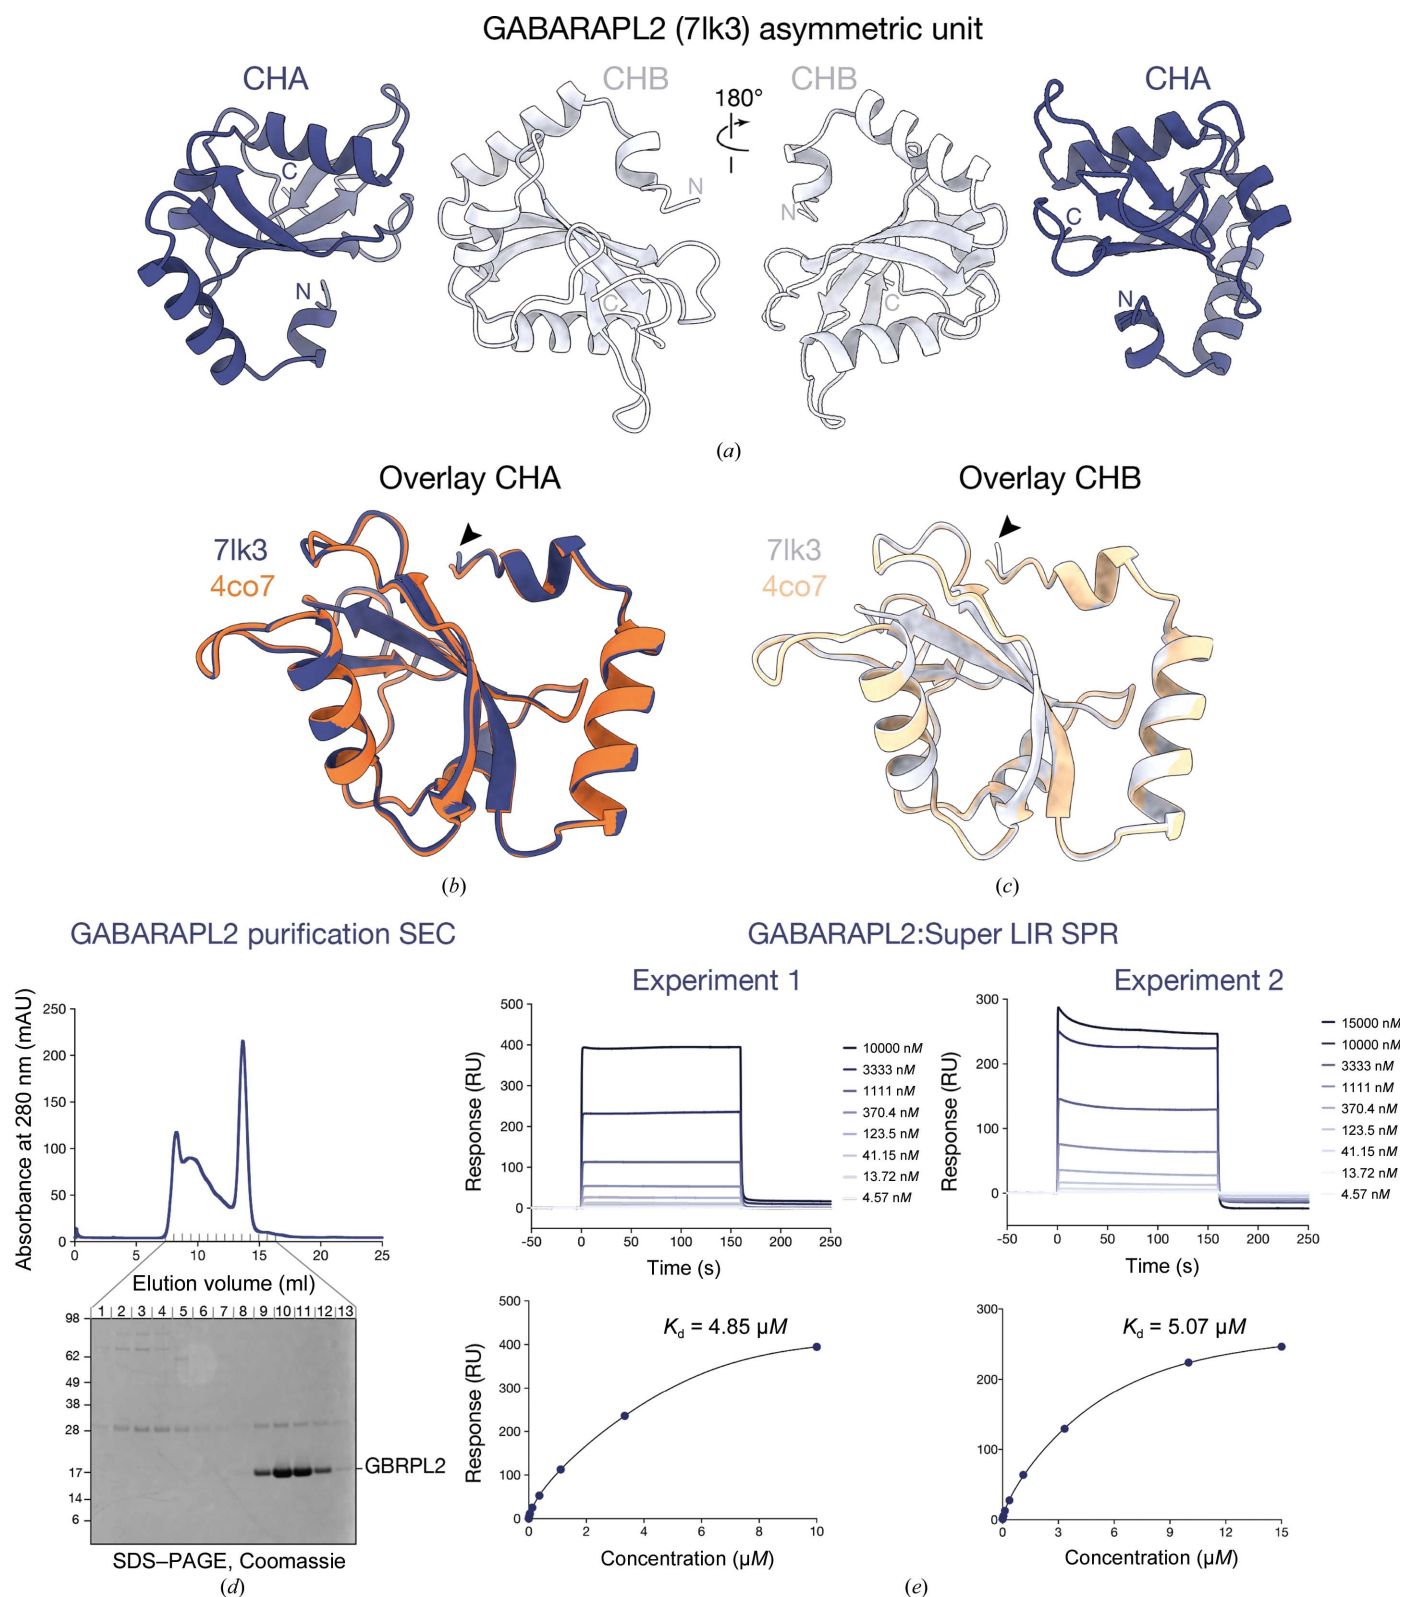 GABARAPL2 (7lk3) asymmetric unit
CHA CHB CHB CHA
180°
C N N C
N C C N
(a)
Overlay CHA Overlay CHB
7lk3 7lk3
4co7 4co7
(b) (c)
GABARAPL2 purification SEC GABARAPL2:Super LIR SPR
Experiment 1 Experiment 2
Absorbance at 280 nm (mAU)
250
200
150
100
50
0
0 5 10 15 20 25
Elution volume (ml)
1 2 3 4 5 6 7 8 9 10 11 12 13
98
62
49
38
28
17
14
6
GBRPL2
SDS–PAGE, Coomassie
(d)
Response (RU)
500
400
300
200
100
0
-50 0 50 100 150 200 250
Time (s)
10000 nM
3333 nM
1111 nM
370.4 nM
123.5 nM
41.15 nM
13.72 nM
4.57 nM
Response (RU)
300
200
100
0
-50 0 50 100 150 200 250
Time (s)
15000 nM
10000 nM
3333 nM
1111 nM
370.4 nM
123.5 nM
41.15 nM
13.72 nM
4.57 nM
Response (RU)
500
400
300
200
100
0
Kd = 4.85 µM
0 2 4 6 8 10
Concentration (µM)
Response (RU)
300
200
100
0
Kd = 5.07 µM
0 3 6 9 12 15
Concentration (µM)
(e)